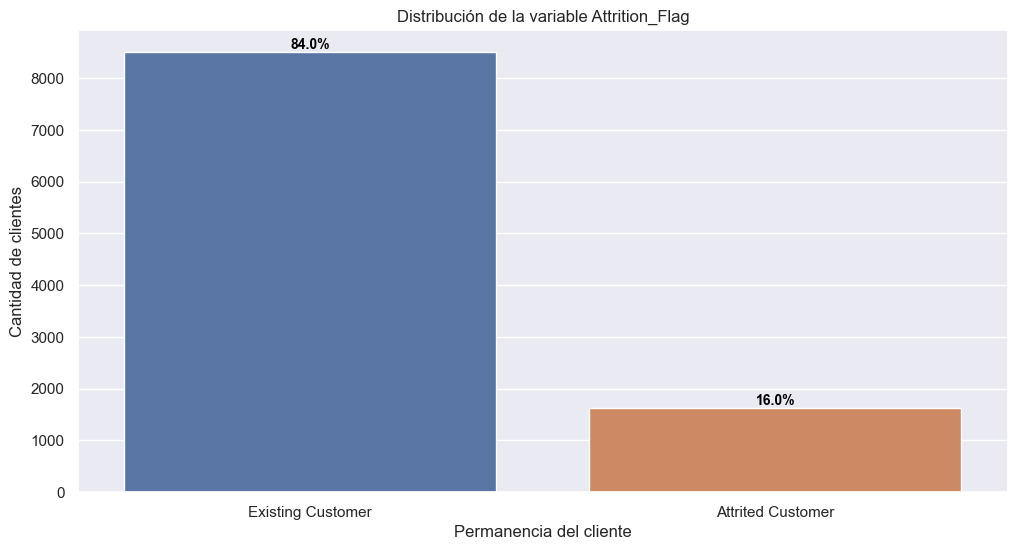 Distribución de la variable Attrition_Flag
84.0%
16.0%
8000
7000
6000
5000
4000
3000
2000
1000
0
Cantidad de clientes
Existing Customer
Attrited Customer
Permanencia del cliente